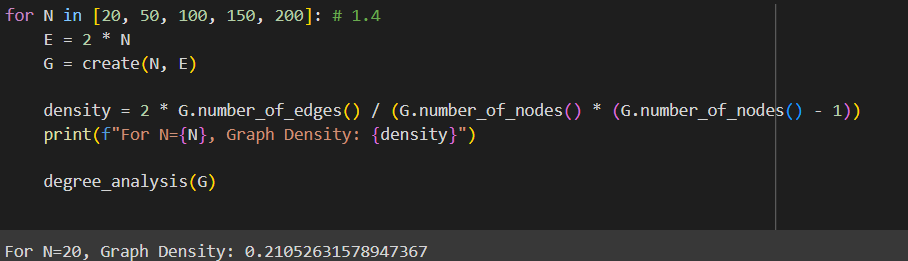 for N in [20, 50, 100, 150, 200]: # 1.4
    E = 2 * N
    G = create(N, E)
    density = 2 * G.number_of_edges() / (G.number_of_nodes() * (G.number_of_nodes() - 1))
    print(f"For N={N}, Graph Density: {density}")
    degree_analysis(G)
For N=20, Graph Density: 0.21052631578947367